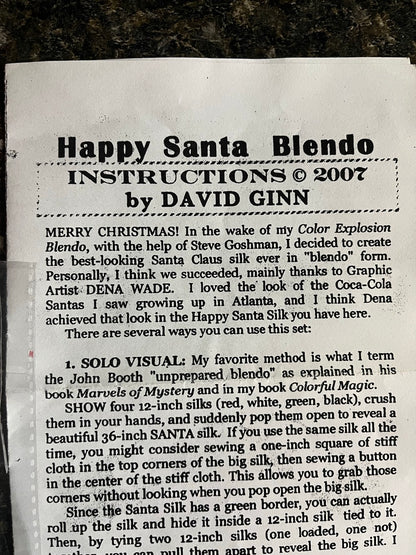 Happy Santa Blendo
INSTRUCTIONS © 2007
by DAVID GINN
MERRY CHRISTMAS! In the wake of my Color Explosion
Blendo, with the help of Steve Goshman, I decided to create
the best-looking Santa Claus silk ever in "blendo" form.
Personally, I think we succeeded, mainly thanks to Graphic
Artist DENA WADE. I loved the look of the Coca-Cola
Santas I saw growing up in Atlanta, and I think Dena
achieved that look in the Happy Santa Silk you have here.
There are several ways you can use this set:
1. SOLO VISUAL: My favorite method is what I term
the John Booth "unprepared blendo" as explained in his
book Marvels of Mystery and in my book Colorful Magic.
SHOW four 12-inch silks (red, white, green, black), crush
them in your hands, and suddenly pop them open to reveal a
beautiful 36-inch SANTA silk. If you use the same silk all the
time, you might consider sewing a one-inch square of stiff
cloth in the top corners of the big silk, then sewing a button
in the center of the stiff cloth. This allows you to grab those
corners without looking when you pop open the big silk.
Since the Santa Silk has a green border, you can actually
roll up the silk and hide it inside a 12-inch silk tied to it.
Then, by tying two 12-inch silks (one loaded, one not)
you can pull them apart to reveal the big silk. I